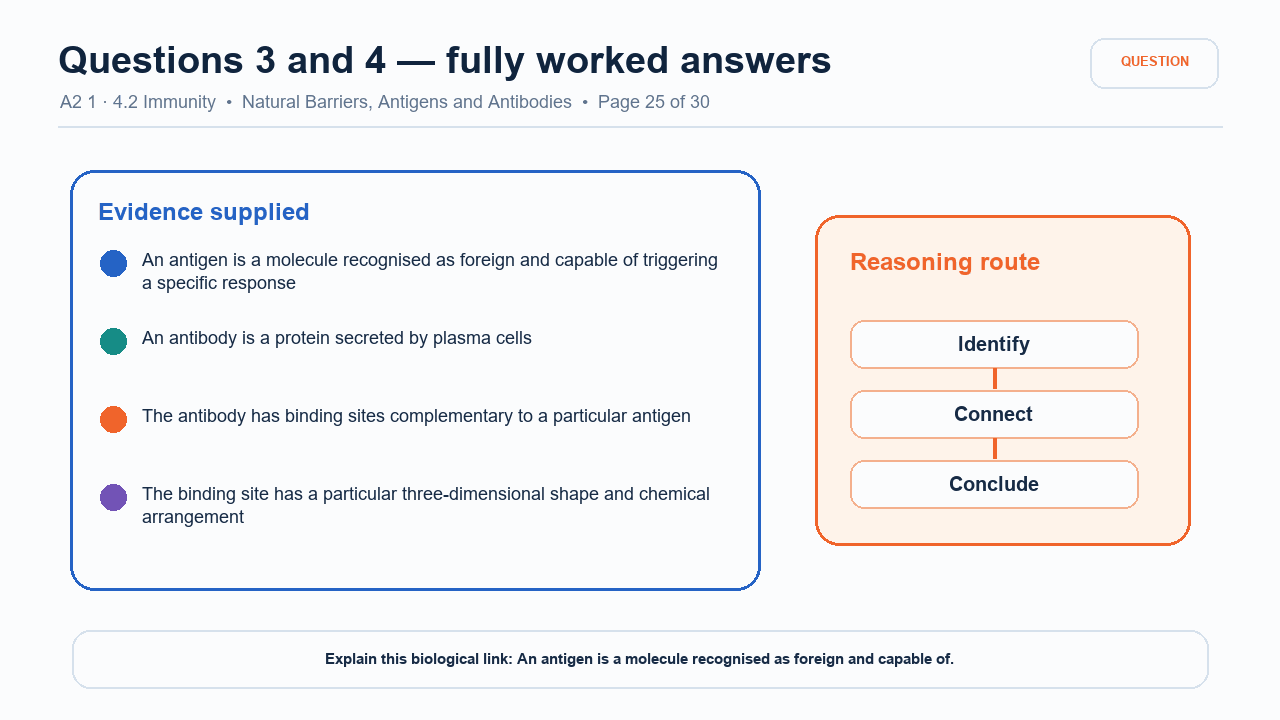 Questions 3 and 4 — fully worked answers
QUESTION
A2 1 · 4.2 Immunity • Natural Barriers, Antigens and Antibodies • Page 25 of 30
Evidence supplied
An antigen is a molecule recognised as foreign and capable of triggering
a specific response
An antibody is a protein secreted by plasma cells
The antibody has binding sites complementary to a particular antigen
The binding site has a particular three-dimensional shape and chemical
arrangement
Reasoning route
Identify
Connect
Conclude
Explain this biological link: An antigen is a molecule recognised as foreign and capable of.